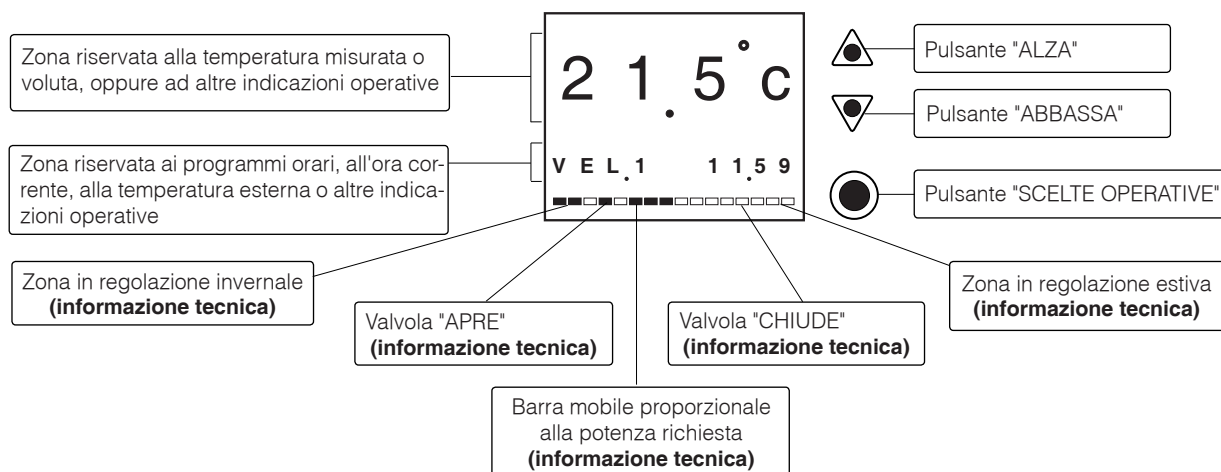 Zona riservata alla temperatura misurata o
voluta, oppure ad altre indicazioni operative
Zona riservata ai programmi orari, all'ora cor-
rente, alla temperatura esterna o altre indica-
zioni operative
21.5°c
VEL.1 11.59
Pulsante "ALZA"
Pulsante "ABBASSA"
Pulsante "SCELTE OPERATIVE"
Zona in regolazione invernale
(informazione tecnica)
Valvola "APRE"
(informazione tecnica)
Barra mobile proporzionale
alla potenza richiesta
(informazione tecnica)
Valvola "CHIUDE"
(informazione tecnica)
Zona in regolazione estiva
(informazione tecnica)